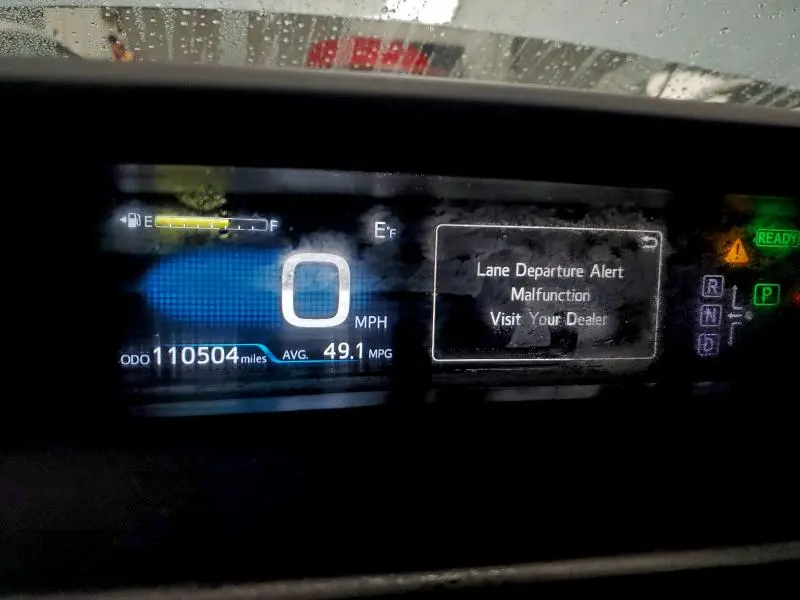 E F
E°F
0
MPH
ODO 110504 miles AVG. 49.1 MPG
Lane Departure Alert
Malfunction
Visit Your Dealer
READY
R
N
D
P